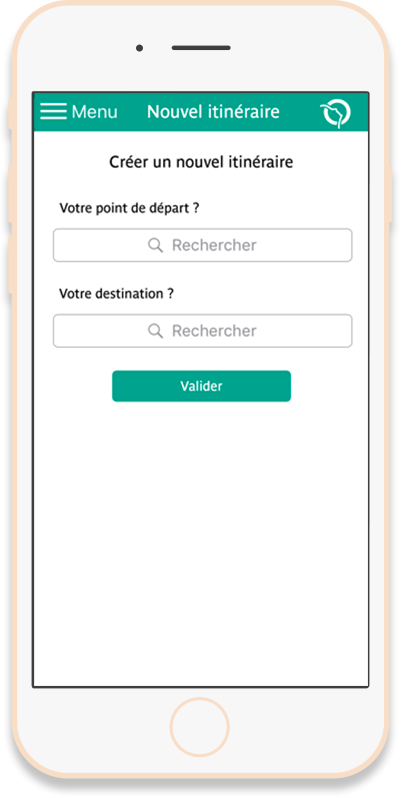 Menu
Nouvel itinéraire
Créer un nouvel itinéraire
Votre point de départ ?
Rechercher
Votre destination ?
Rechercher
Valider